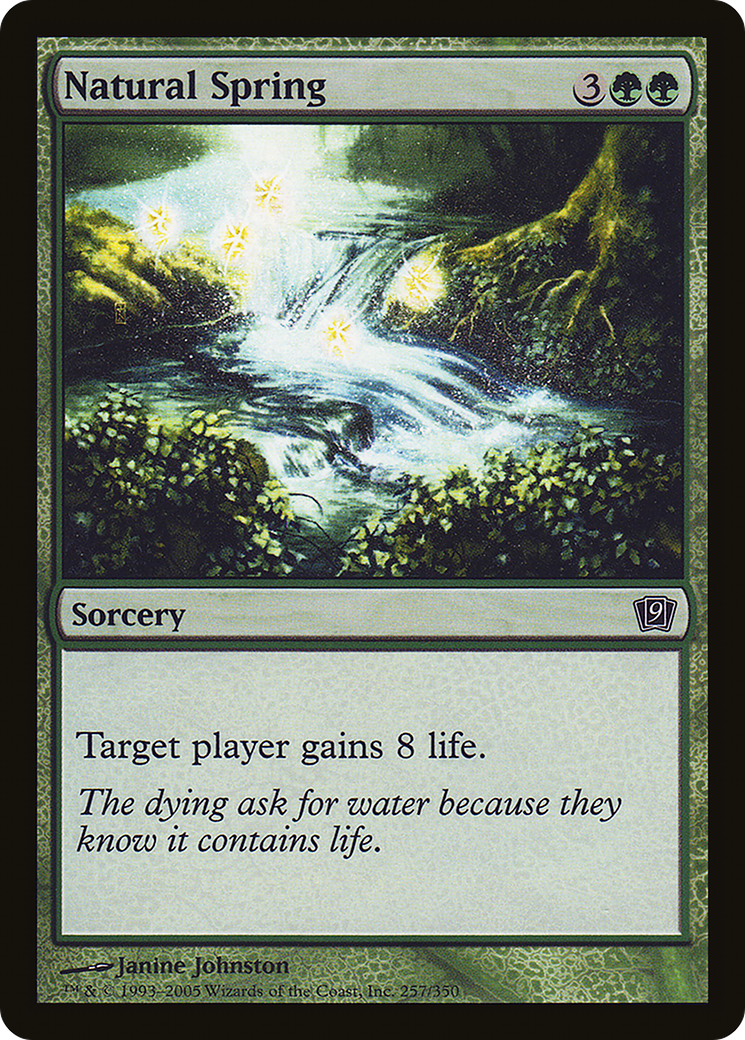 Natural Spring 3
Sorcery 9
Target player gains 8 life.
The dying ask for water because they
know it contains life.
Janine Johnston
™ & © 1993–2005 Wizards of the Coast, Inc. 257/350